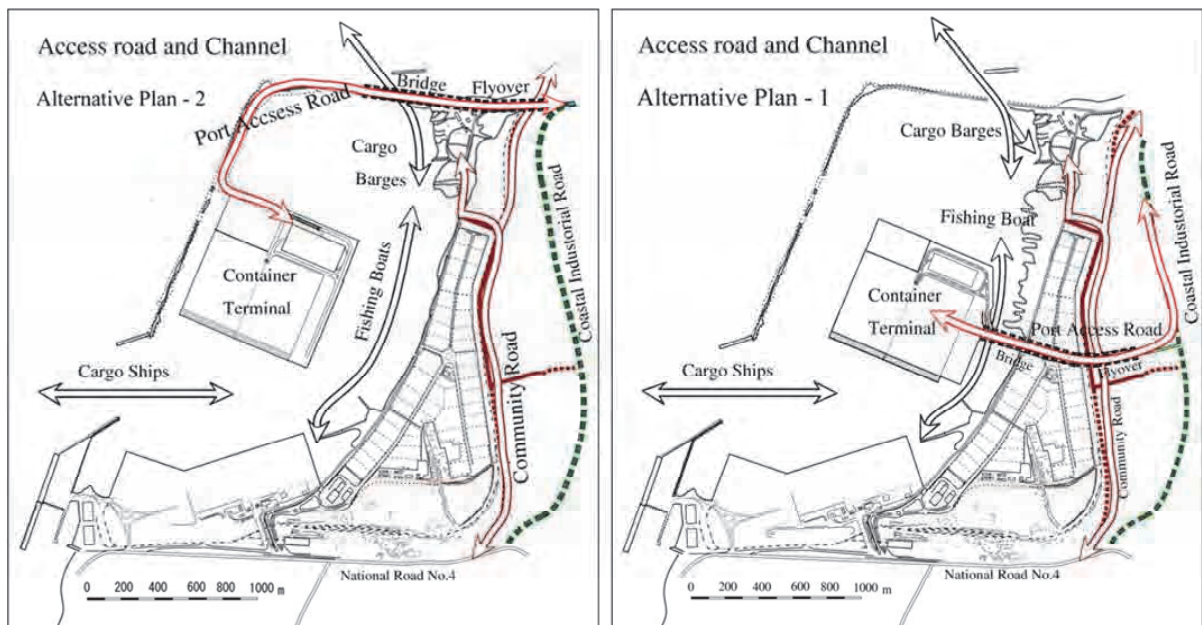 Access road and Channel
Alternative Plan - 2
Bridge
Flyover
Port Accsess Road
Cargo
Barges
Fishing Boats
Container
Terminal
Coastal Industorial Road
Community Road
Cargo Ships
National Road No.4
0 200 400 600 800 1000 m
Access road and Channel
Alternative Plan - 1
Cargo Barges
Fishing Boat
Container
Terminal
Port Access Road
Bridge
Flyover
Coastal Industorial Road
Community Road
Cargo Ships
National Road No.4
0 200 400 600 800 1000 m